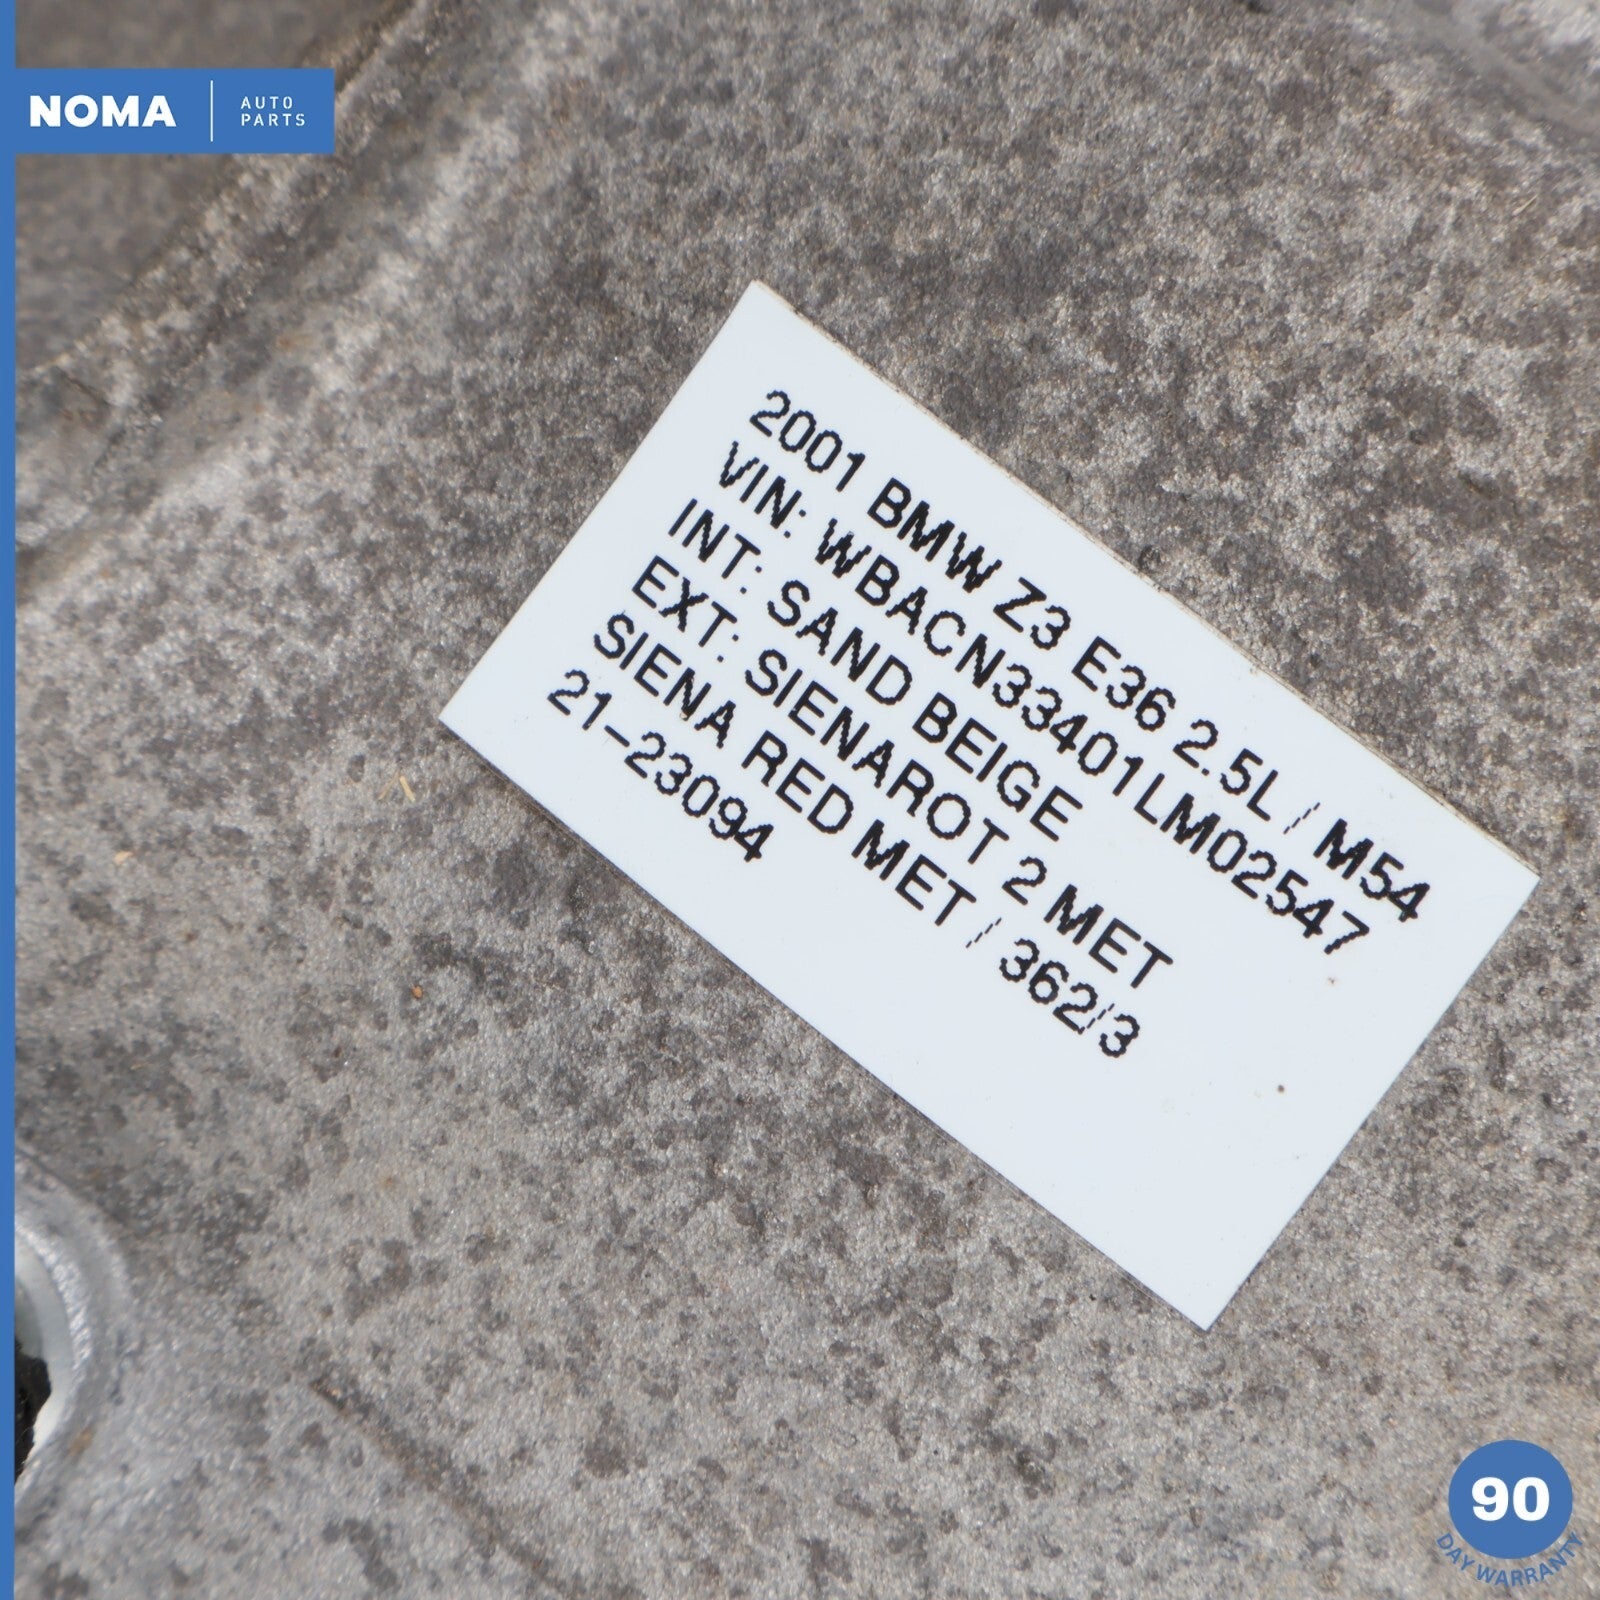 NOMA
AUTO
PARTS
2001 BMW Z3 E36 2.5L / M54
VIN: WBACN33401LM02547
INT: SAND BEIGE
EXT: SIENAROT 2 MET
SIENA RED MET / 362/3
21-23094
90
DAY WARRANTY